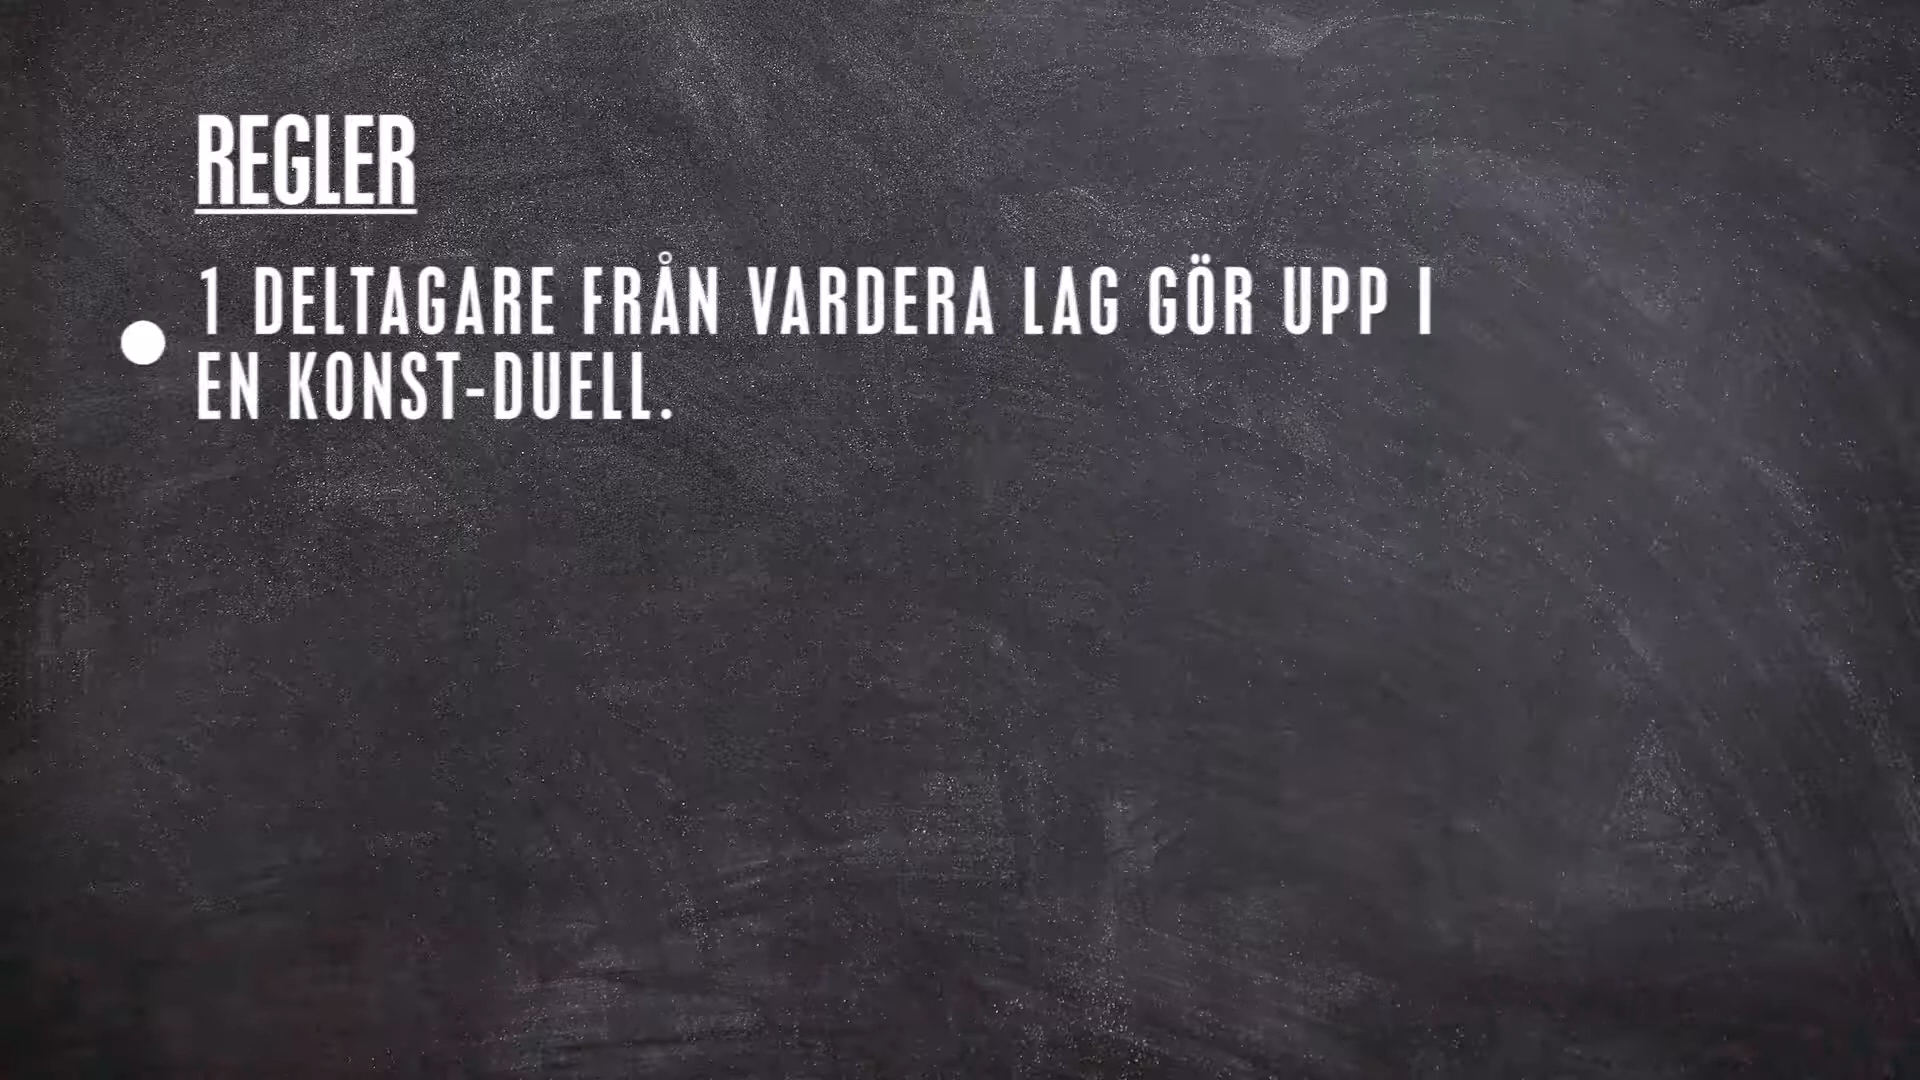 REGLER
1 DELTAGARE FRÅN VARDERA LAG GÖR UPP I
EN KONST-DUELL.